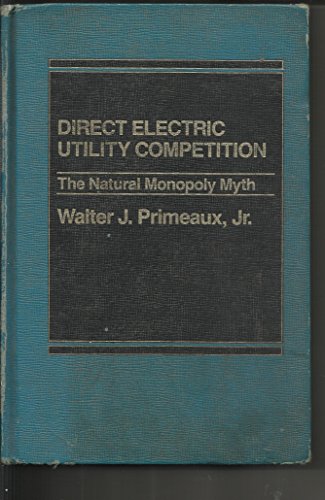 DIRECT ELECTRIC
UTILITY COMPETITION
The Natural Monopoly Myth
Walter J. Primeaux, Jr.